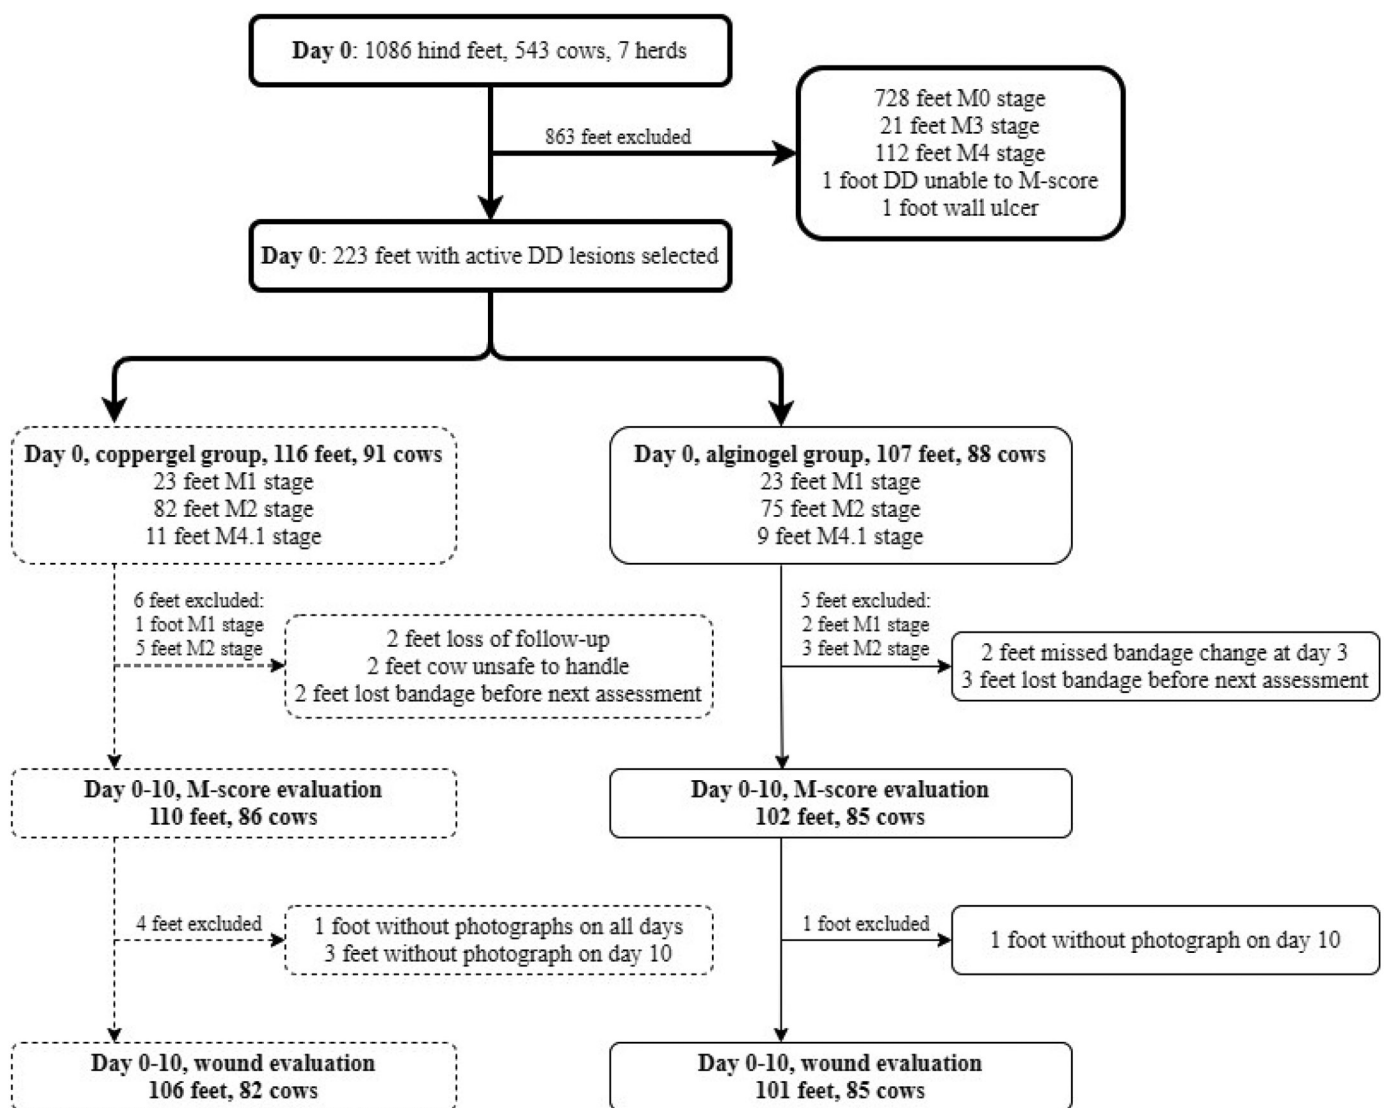 Day 0: 1086 hind feet, 543 cows, 7 herds
863 feet excluded
728 feet M0 stage
21 feet M3 stage
112 feet M4 stage
1 foot DD unable to M-score
1 foot wall ulcer
Day 0: 223 feet with active DD lesions selected
Day 0, coppergel group, 116 feet, 91 cows
23 feet M1 stage
82 feet M2 stage
11 feet M4.1 stage
Day 0, alginogel group, 107 feet, 88 cows
23 feet M1 stage
75 feet M2 stage
9 feet M4.1 stage
6 feet excluded:
1 foot M1 stage
5 feet M2 stage
2 feet loss of follow-up
2 feet cow unsafe to handle
2 feet lost bandage before next assessment
5 feet excluded:
2 feet M1 stage
3 feet M2 stage
2 feet missed bandage change at day 3
3 feet lost bandage before next assessment
Day 0-10, M-score evaluation
110 feet, 86 cows
Day 0-10, M-score evaluation
102 feet, 85 cows
4 feet excluded
1 foot without photographs on all days
3 feet without photograph on day 10
1 foot excluded
1 foot without photograph on day 10
Day 0-10, wound evaluation
106 feet, 82 cows
Day 0-10, wound evaluation
101 feet, 85 cows